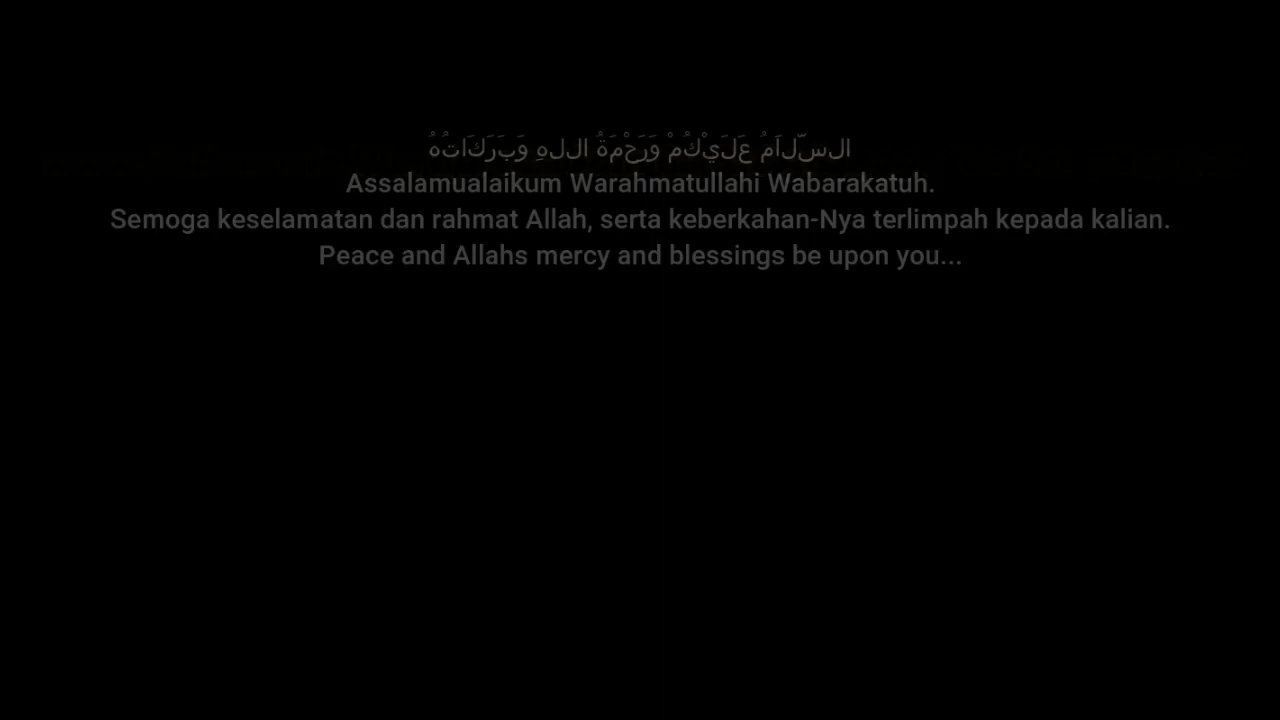 السَّلَامُ عَلَيْكُمْ وَرَحْمَةُ اللهِ وَبَرَكَاتُهُ
Assalamualaikum Warahmatullahi Wabarakatuh.
Semoga keselamatan dan rahmat Allah, serta keberkahan-Nya terlimpah kepada kalian.
Peace and Allahs mercy and blessings be upon you...